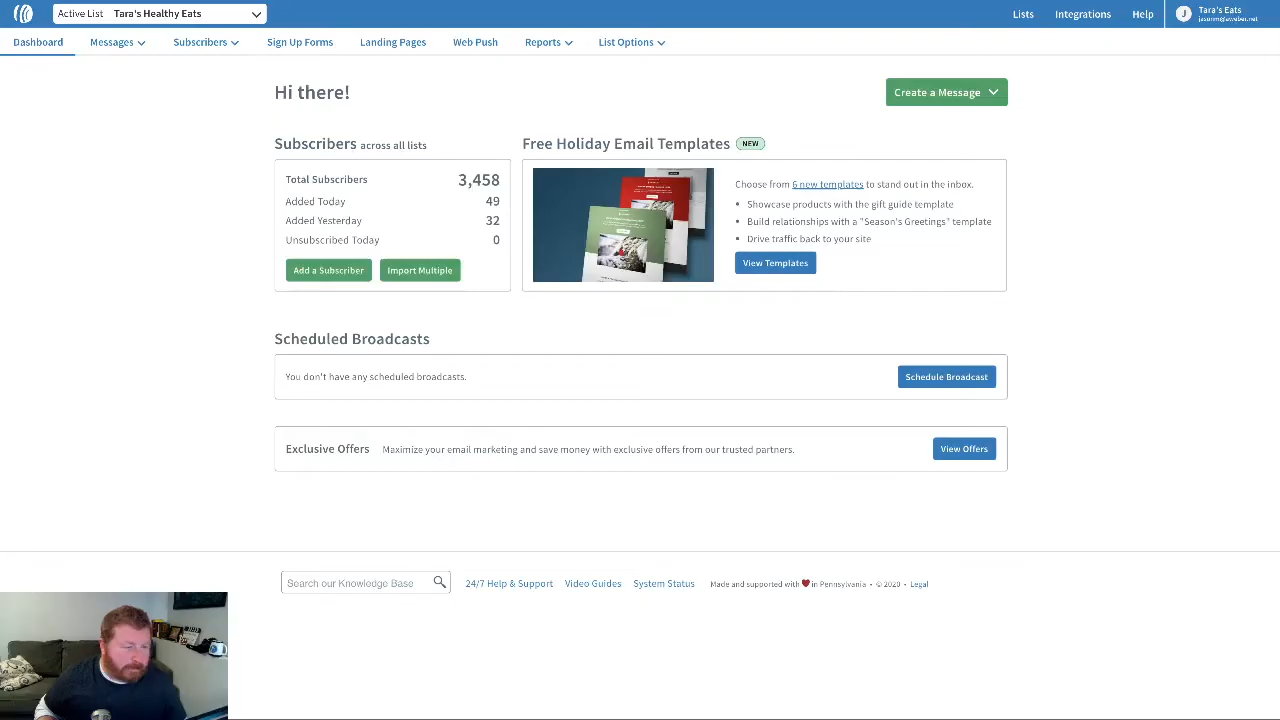 Active List Tara's Healthy Eats
Lists Integrations Help J Tara's Eats
Dashboard Messages Subscribers Sign Up Forms Landing Pages Web Push Reports List Options
Hi there!
Create a Message
Subscribers across all lists
Total Subscribers 3,458
Added Today 49
Added Yesterday 32
Unsubscribed Today 0
Add a Subscriber Import Multiple
Free Holiday Email Templates NEW
Choose from 6 new templates to stand out in the inbox.
• Showcase products with the gift guide template
• Build relationships with a "Season's Greetings" template
• Drive traffic back to your site
View Templates
Scheduled Broadcasts
You don't have any scheduled broadcasts.
Schedule Broadcast
Exclusive Offers Maximize your email marketing and save money with exclusive offers from our trusted partners.
View Offers
Search our Knowledge Base 24/7 Help & Support Video Guides System Status Made and supported with ❤ in Pennsylvania • © 2020 • Legal